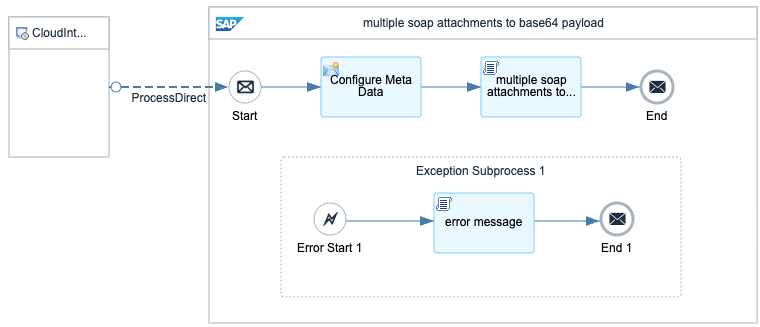 CloudInt...
SAP
multiple soap attachments to base64 payload
ProcessDirect
Start
Configure Meta
Data
multiple soap
attachments to...
End
Exception Subprocess 1
Error Start 1
error message
End 1